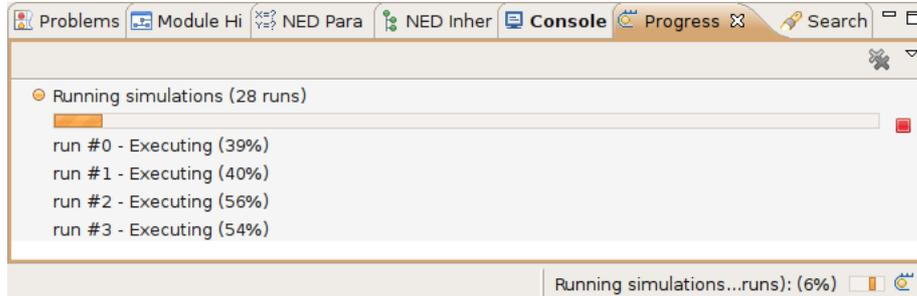 Problems Module Hi X=? Y=? NED Para NED Inher Console Progress Search
Running simulations (28 runs)
run #0 - Executing (39%)
run #1 - Executing (40%)
run #2 - Executing (56%)
run #3 - Executing (54%)
Running simulations...runs): (6%)